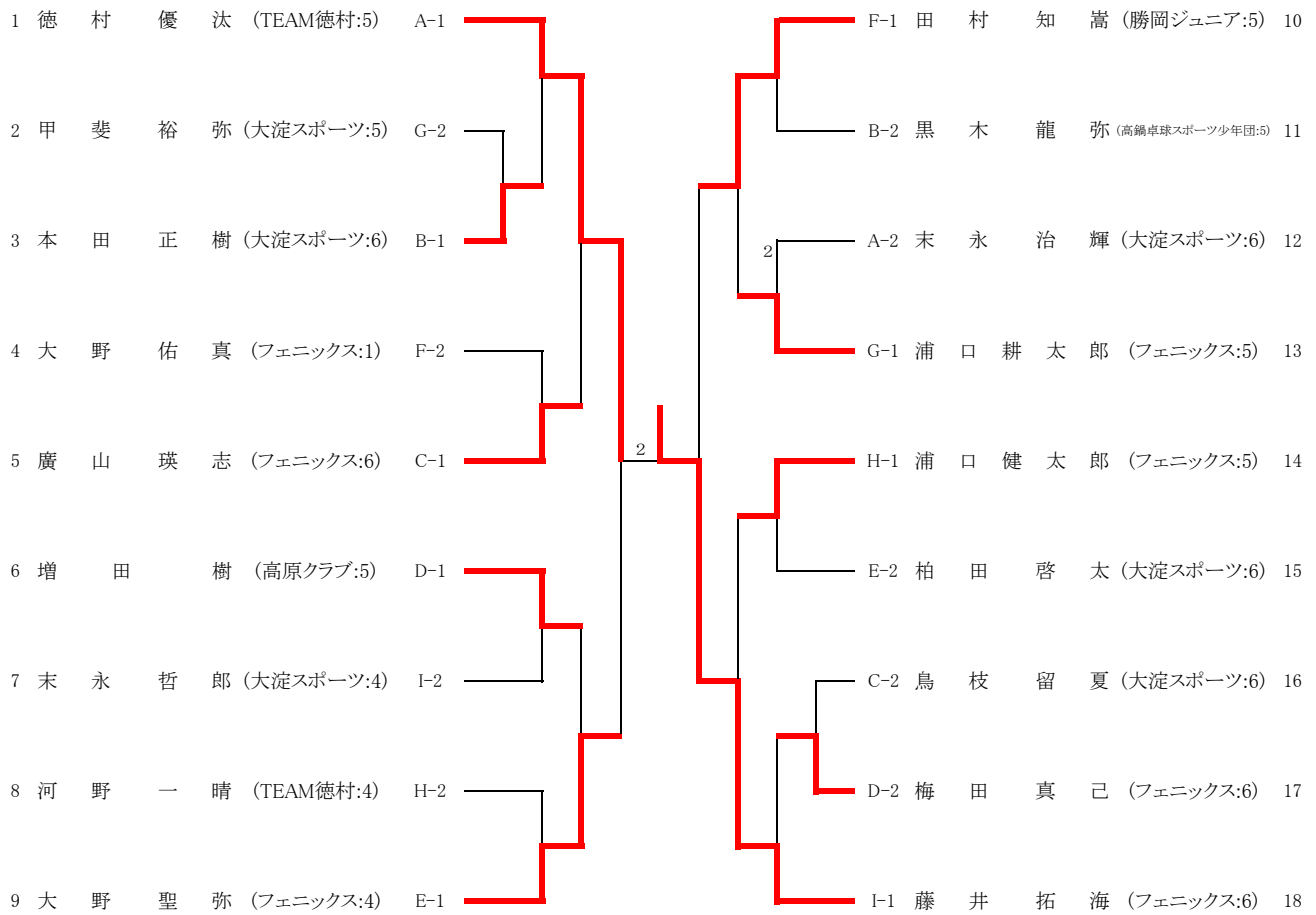 1 徳村優汰 (TEAM徳村:5) A-1
2 甲斐裕弥 (大淀スポーツ:5) G-2
3 本田正樹 (大淀スポーツ:6) B-1
4 大野佑真 (フェニックス:1) F-2
5 廣山瑛志 (フェニックス:6) C-1
6 増田樹 (高原クラブ:5) D-1
7 末永哲郎 (大淀スポーツ:4) I-2
8 河野一晴 (TEAM徳村:4) H-2
9 大野聖弥 (フェニックス:4) E-1
2
F-1 田村知嵩 (勝岡ジュニア:5) 10
B-2 黒木龍弥 (高鍋卓球スポーツ少年団:5) 11
A-2 末永治輝 (大淀スポーツ:6) 12
2
G-1 浦口耕太郎 (フェニックス:5) 13
H-1 浦口健太郎 (フェニックス:5) 14
E-2 柏田啓太 (大淀スポーツ:6) 15
C-2 鳥枝留夏 (大淀スポーツ:6) 16
D-2 梅田真己 (フェニックス:6) 17
I-1 藤井拓海 (フェニックス:6) 18